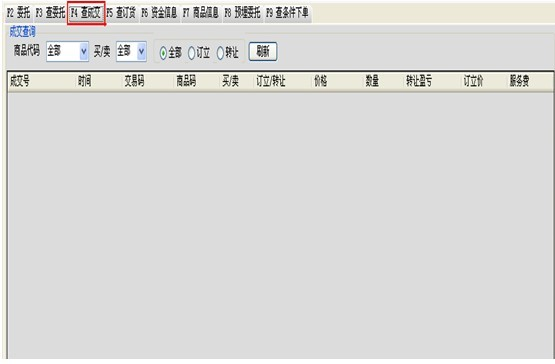 F2 委托 F3 查委托 F4 查成交 F5 查订货 F6 资金信息 F7 商品信息 F8 预埋委托 F9 查条件下单
成交查询
商品代码 全部 买/卖 全部 全部 订立 转让 刷新
成交号 时间 交易码 商品码 买/卖 订立/转让 价格 数量 转让盈亏 订立价 服务费